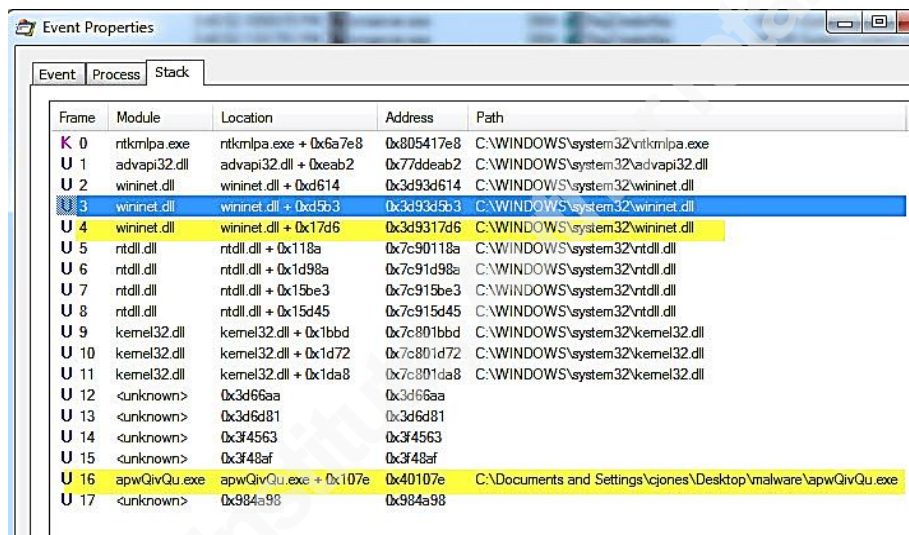 Event Properties
Event Process Stack
Frame Module Location Address Path
K 0 ntkrnlpa.exe ntkrnlpa.exe + 0x6a7e8 0x805417e8 C:\WINDOWS\system32\ntkrnlpa.exe
U 1 advapi32.dll advapi32.dll + 0xeab2 0x77ddeab2 C:\WINDOWS\system32\advapi32.dll
U 2 wininet.dll wininet.dll + 0xd614 0x3d93d614 C:\WINDOWS\system32\wininet.dll
U 3 wininet.dll wininet.dll + 0xd5b3 0x3d93d5b3 C:\WINDOWS\system32\wininet.dll
U 4 wininet.dll wininet.dll + 0x17d6 0x3d9317d6 C:\WINDOWS\system32\wininet.dll
U 5 ntdll.dll ntdll.dll + 0x118a 0x7c90118a C:\WINDOWS\system32\ntdll.dll
U 6 ntdll.dll ntdll.dll + 0x1d98a 0x7c91d98a C:\WINDOWS\system32\ntdll.dll
U 7 ntdll.dll ntdll.dll + 0x15be3 0x7c915be3 C:\WINDOWS\system32\ntdll.dll
U 8 ntdll.dll ntdll.dll + 0x15d45 0x7c915d45 C:\WINDOWS\system32\ntdll.dll
U 9 kernel32.dll kernel32.dll + 0x1bbd 0x7c801bbd C:\WINDOWS\system32\kernel32.dll
U 10 kernel32.dll kernel32.dll + 0x1d72 0x7c801d72 C:\WINDOWS\system32\kernel32.dll
U 11 kernel32.dll kernel32.dll + 0x1da8 0x7c801da8 C:\WINDOWS\system32\kernel32.dll
U 12 <unknown> 0x3d66aa 0x3d66aa
U 13 <unknown> 0x3d6d81 0x3d6d81
U 14 <unknown> 0x3f4563 0x3f4563
U 15 <unknown> 0x3f48af 0x3f48af
U 16 apwQivQu.exe apwQivQu.exe + 0x107e 0x40107e C:\Documents and Settings\cjones\Desktop\malware\apwQivQu.exe
U 17 <unknown> 0x984a98 0x984a98